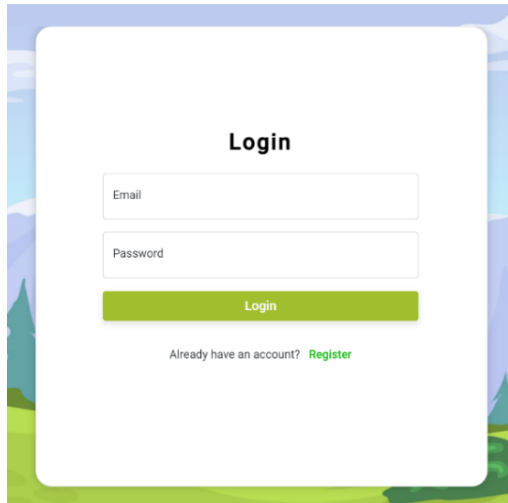 Login
Email
Password
Login
Already have an account? Register